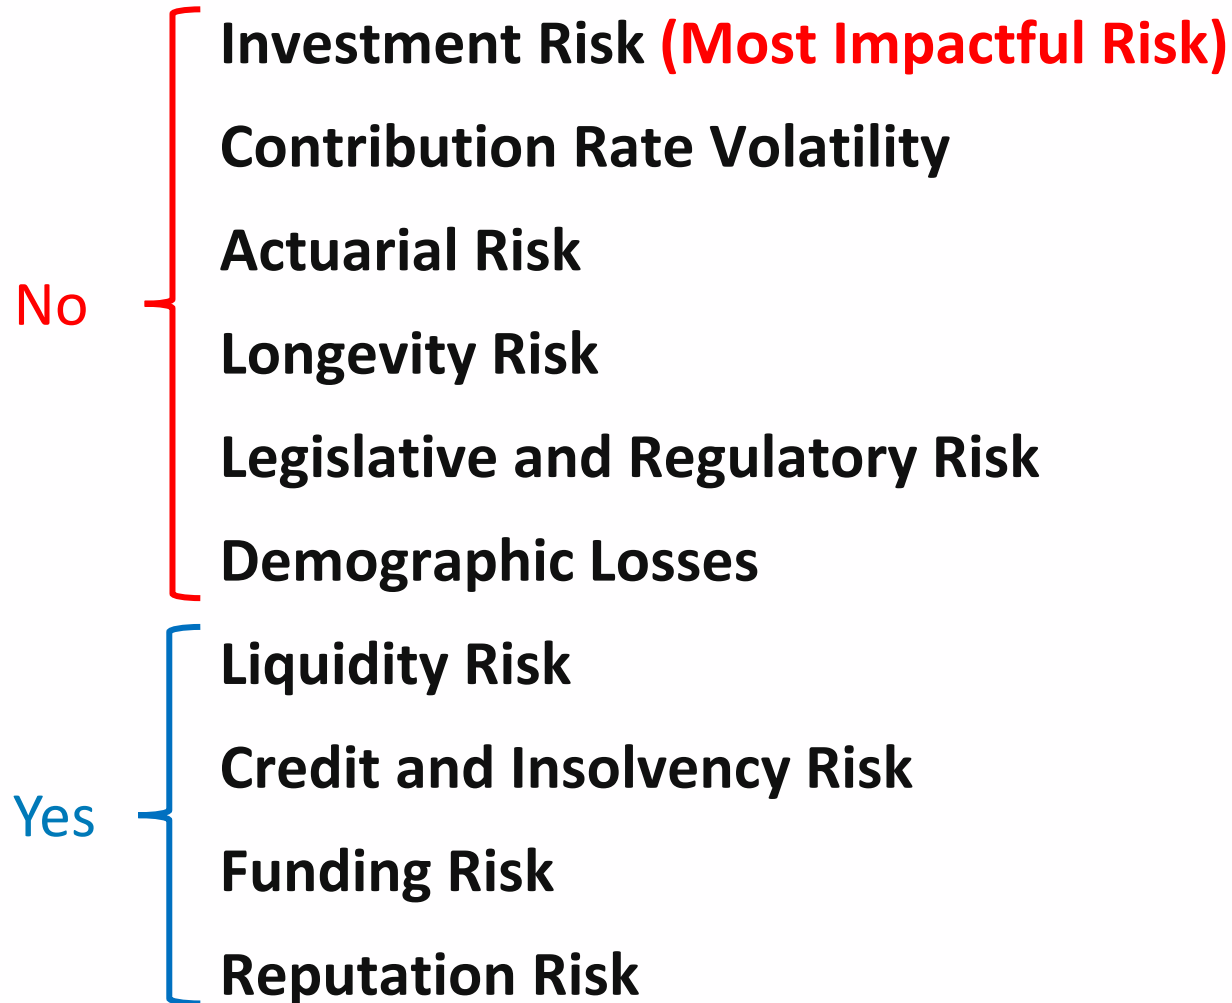 Investment Risk (Most Impactful Risk)
Contribution Rate Volatility
Actuarial Risk
No
Longevity Risk
Legislative and Regulatory Risk
Demographic Losses
Liquidity Risk
Credit and Insolvency Risk
Yes
Funding Risk
Reputation Risk